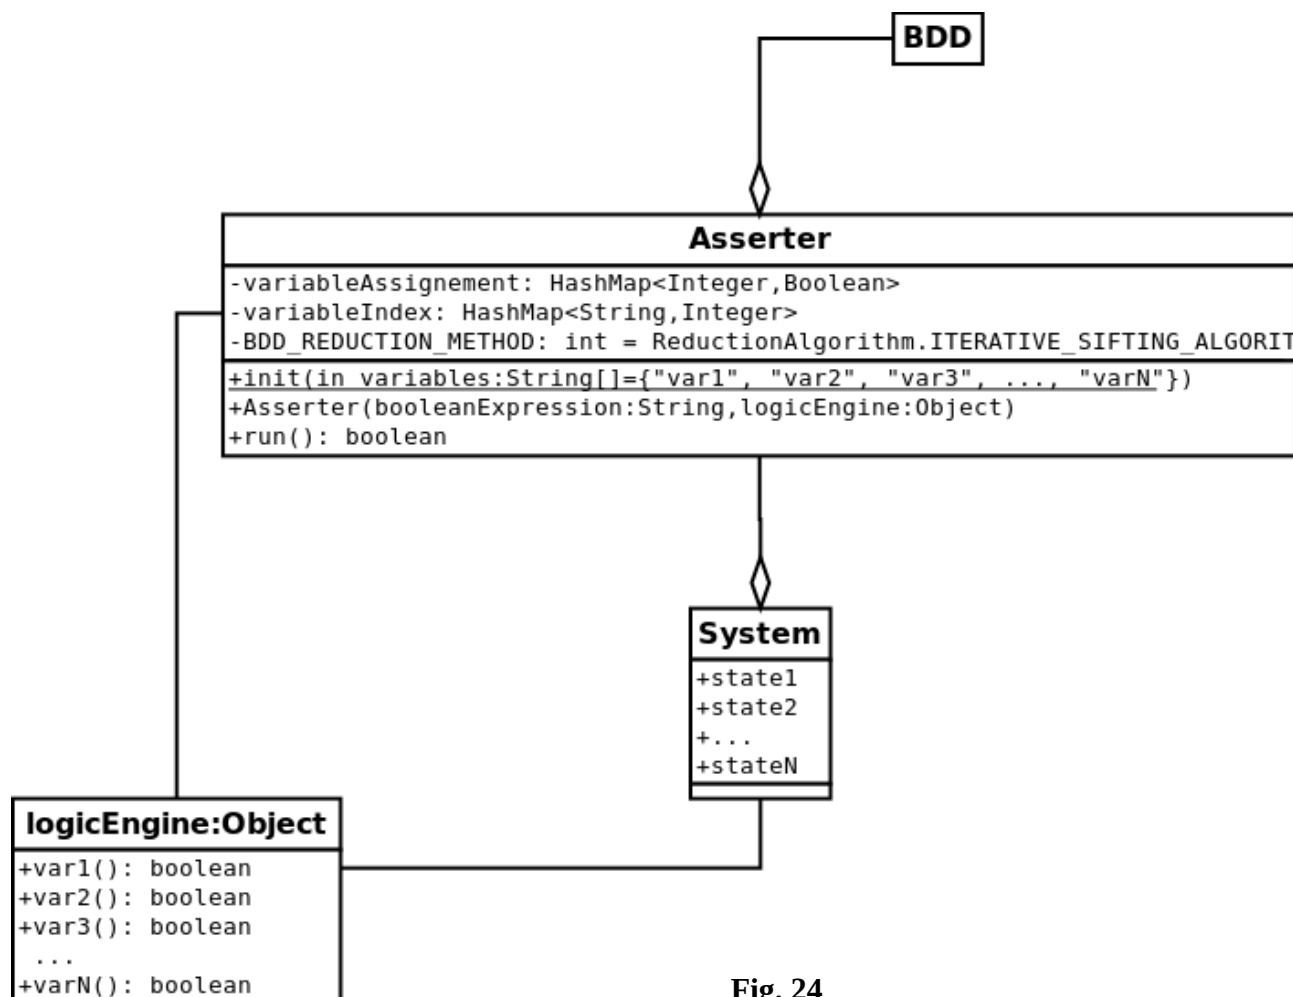 BDD
Asserter
-variableAssignement: HashMap<Integer,Boolean>
-variableIndex: HashMap<String,Integer>
-BDD_REDUCTION_METHOD: int = ReductionAlgorithm.ITERATIVE_SIFTING_ALGORIT
+init(in variables:String[]={"var1", "var2", "var3", ..., "varN"})
+Asserter(booleanExpression:String,logicEngine:Object)
+run(): boolean
System
+state1
+state2
+...
+stateN
logicEngine:Object
+var1(): boolean
+var2(): boolean
+var3(): boolean
...
+varN(): boolean
Fig. 24